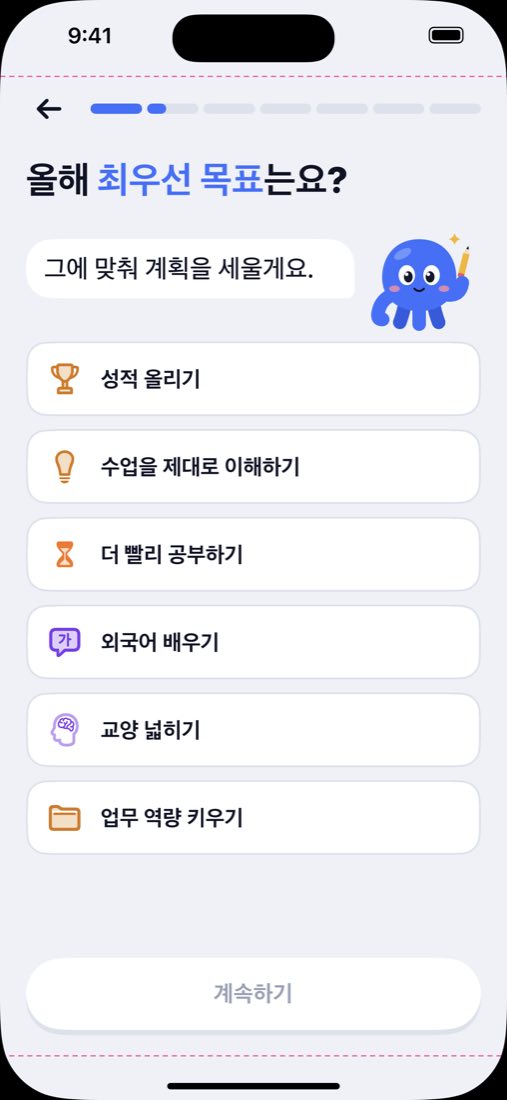 9:41
올해 최우선 목표는요?
그에 맞춰 계획을 세울게요.
성적 올리기
수업을 제대로 이해하기
더 빨리 공부하기
가
외국어 배우기
교양 넓히기
업무 역량 키우기
계속하기